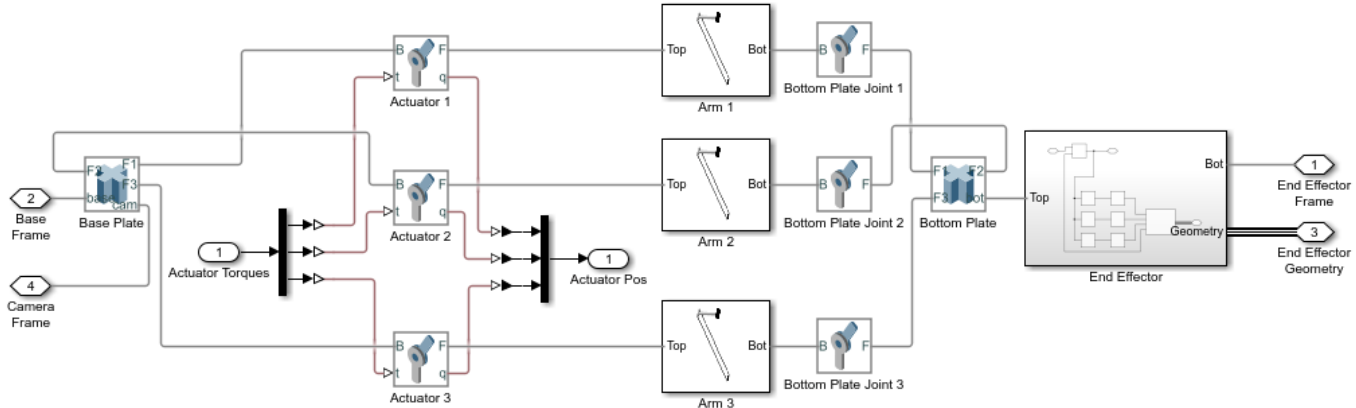 B F
t q
Actuator 1
Top Bot
Arm 1
B F
Bottom Plate Joint 1
F2 F1
F3
base
cam
Base Plate
2
Base
Frame
4
Camera
Frame
1
Actuator Torques
B F
t q
Actuator 2
1
Actuator Pos
Top Bot
Arm 2
B F
Bottom Plate Joint 2
F1 F2
F3 bot
Bottom Plate
Top
Bot
Geometry
End Effector
1
End Effector
Frame
3
End Effector
Geometry
B F
t q
Actuator 3
Top Bot
Arm 3
B F
Bottom Plate Joint 3